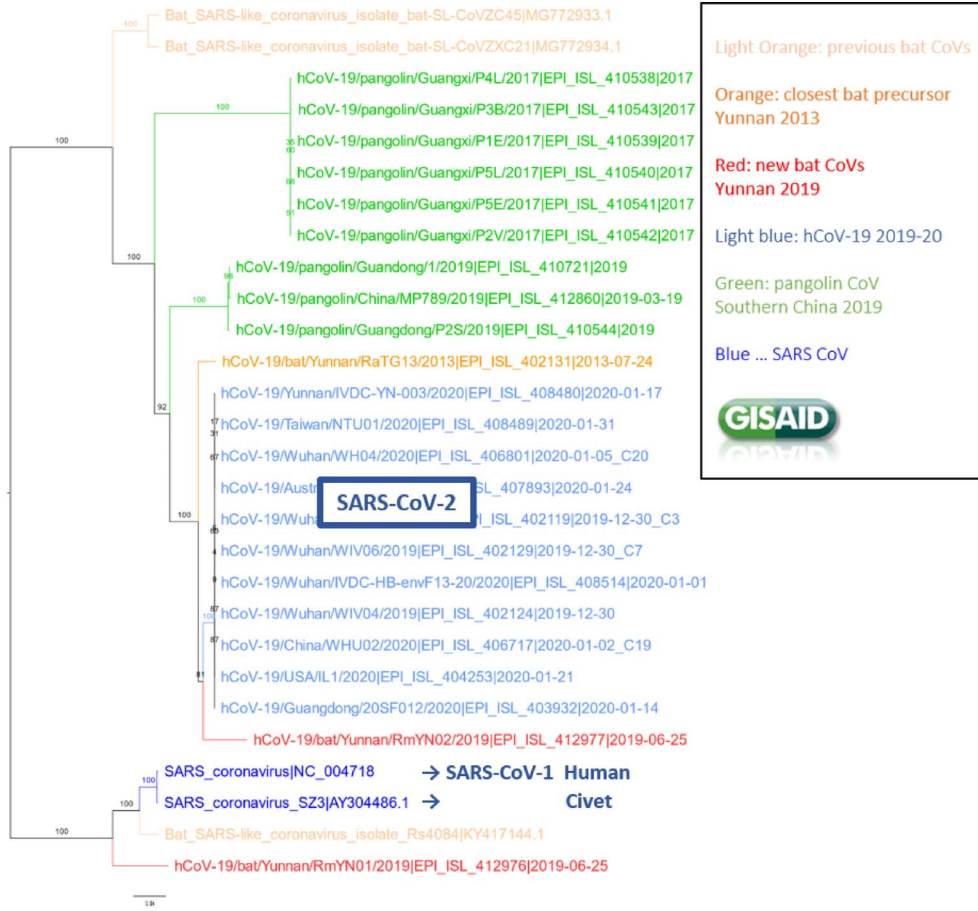 Bat_SARS-like_coronavirus_isolate_bat-SL-CoVZC45|MG772933.1
100
Bat_SARS-like_coronavirus_isolate_bat-SL-CoVZXC21|MG772934.1
hCoV-19/pangolin/Guangxi/P4L/2017|EPI_ISL_410538|2017
100
hCoV-19/pangolin/Guangxi/P3B/2017|EPI_ISL_410543|2017
hCoV-19/pangolin/Guangxi/P1E/2017|EPI_ISL_410539|2017
100
hCoV-19/pangolin/Guangxi/P5L/2017|EPI_ISL_410540|2017
hCoV-19/pangolin/Guangxi/P5E/2017|EPI_ISL_410541|2017
51
hCoV-19/pangolin/Guangxi/P2V/2017|EPI_ISL_410542|2017
100
hCoV-19/pangolin/Guandong/1/2019|EPI_ISL_410721|2019
100
hCoV-19/pangolin/China/MP789/2019|EPI_ISL_412860|2019-03-19
hCoV-19/pangolin/Guangdong/P2S/2019|EPI_ISL_410544|2019
hCoV-19/bat/Yunnan/RaTG13/2013|EPI_ISL_402131|2013-07-24
hCoV-19/Yunnan/IVDC-YN-003/2020|EPI_ISL_408480|2020-01-17
92
hCoV-19/Taiwan/NTU01/2020|EPI_ISL_408489|2020-01-31
hCoV-19/Wuhan/WH04/2020|EPI_ISL_406801|2020-01-05_C20
67
hCoV-19/Austr ISL_407893|2020-01-24
SARS-CoV-2
100
hCoV-19/Wuha PI_ISL_402119|2019-12-30_C3
hCoV-19/Wuhan/WIV06/2019|EPI_ISL_402129|2019-12-30_C7
hCoV-19/Wuhan/IVDC-HB-envF13-20/2020|EPI_ISL_408514|2020-01-01
hCoV-19/Wuhan/WIV04/2019|EPI_ISL_402124|2019-12-30
87
hCoV-19/China/WHU02/2020|EPI_ISL_406717|2020-01-02_C19
87
hCoV-19/USA/IL1/2020|EPI_ISL_404253|2020-01-21
hCoV-19/Guangdong/20SF012/2020|EPI_ISL_403932|2020-01-14
hCoV-19/bat/Yunnan/RmYN02/2019|EPI_ISL_412977|2019-06-25
SARS_coronavirus|NC_004718 → SARS-CoV-1 Human
100
SARS_coronavirus_SZ3|AY304486.1 → Civet
100
Bat_SARS-like_coronavirus_isolate_Rs4084|KY417144.1
100
hCoV-19/bat/Yunnan/RmYN01/2019|EPI_ISL_412976|2019-06-25
Light Orange: previous bat CoVs
Orange: closest bat precursor
Yunnan 2013
Red: new bat CoVs
Yunnan 2019
Light blue: hCoV-19 2019-20
Green: pangolin CoV
Southern China 2019
Blue ... SARS CoV
GISAID